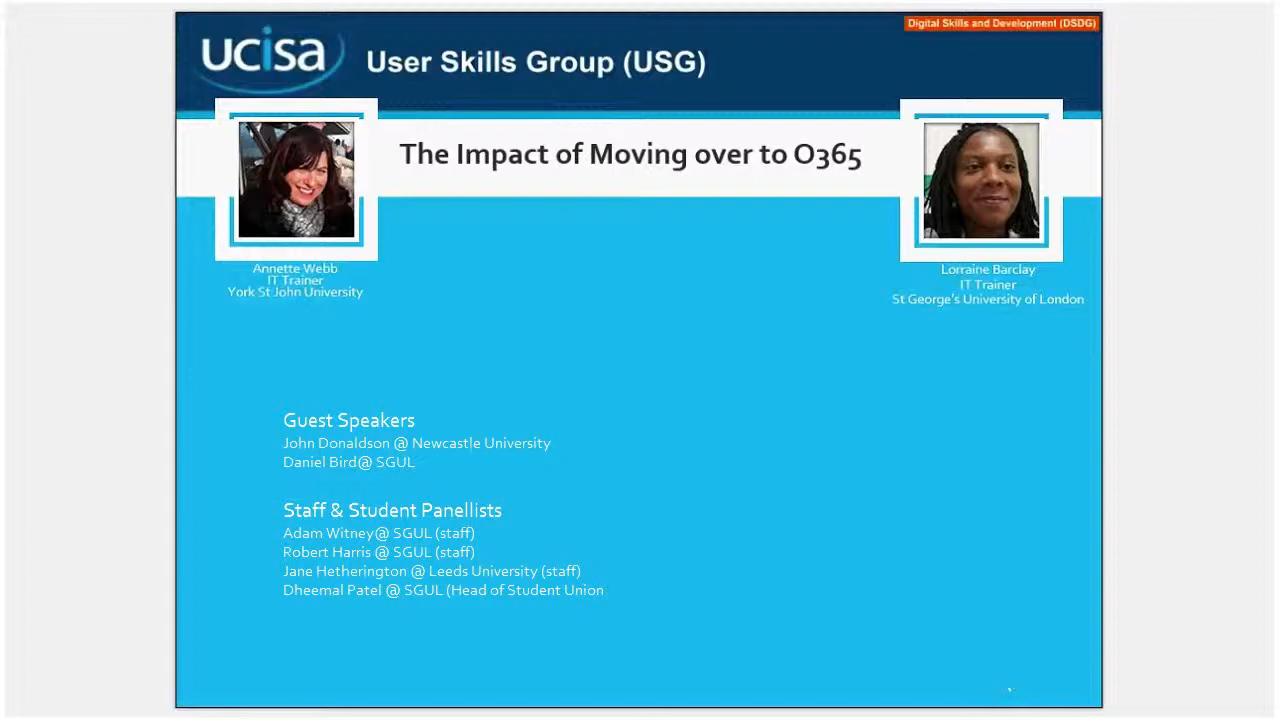 Digital Skills and Development (DSDG)
ucisa
User Skills Group (USG)
The Impact of Moving over to O365
Annette Webb
IT Trainer
York St John University
Lorraine Barclay
IT Trainer
St George's University of London
Guest Speakers
John Donaldson @ Newcastle University
Daniel Bird@ SGUL
Staff & Student Panellists
Adam Witney@ SGUL (staff)
Robert Harris @ SGUL (staff)
Jane Hetherington @ Leeds University (staff)
Dheemal Patel @ SGUL (Head of Student Union